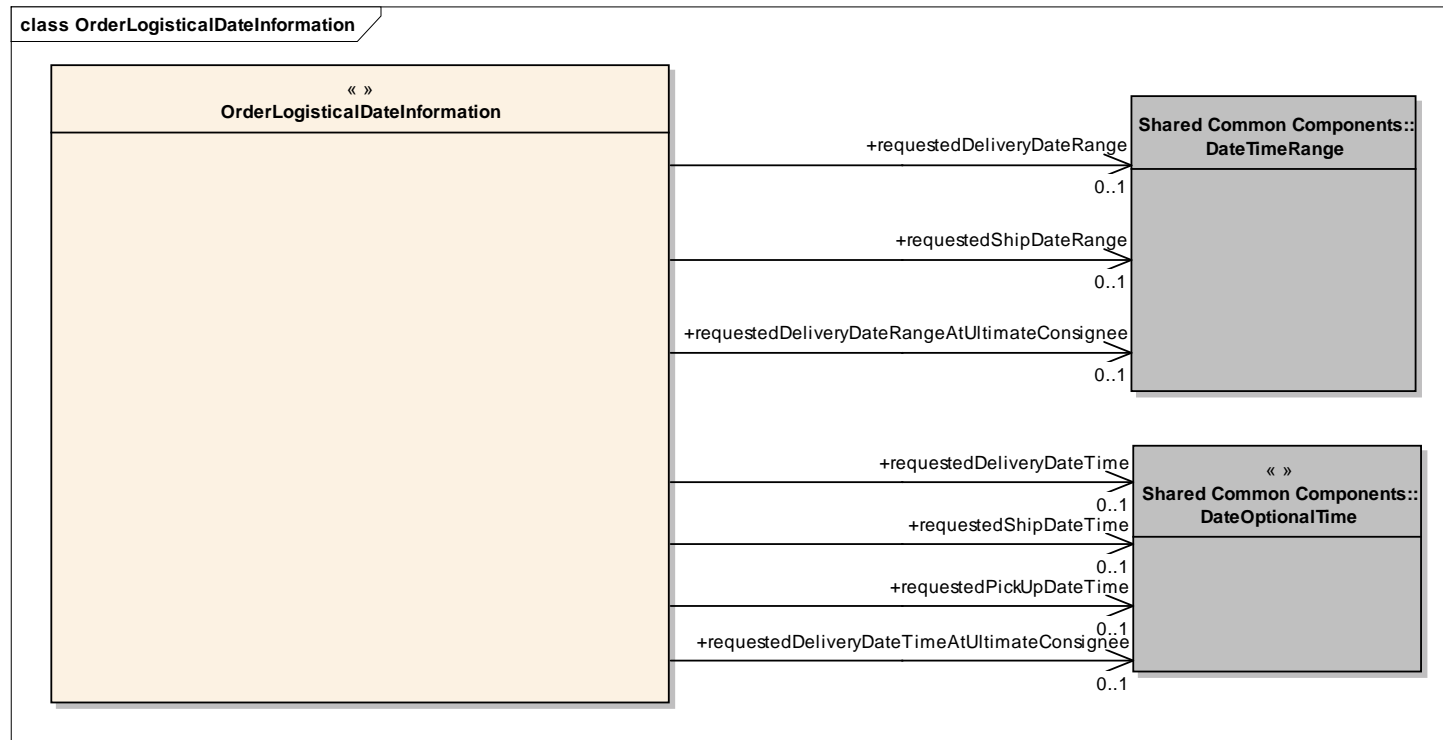 class OrderLogisticalDateInformation
« »
OrderLogisticalDateInformation
+requestedDeliveryDateRange
0..1
+requestedShipDateRange
0..1
+requestedDeliveryDateRangeAtUltimateConsignee
0..1
Shared Common Components::
DateTimeRange
+requestedDeliveryDateTime
0..1
+requestedShipDateTime
0..1
+requestedPickUpDateTime
0..1
+requestedDeliveryDateTimeAtUltimateConsignee
0..1
« »
Shared Common Components::
DateOptionalTime